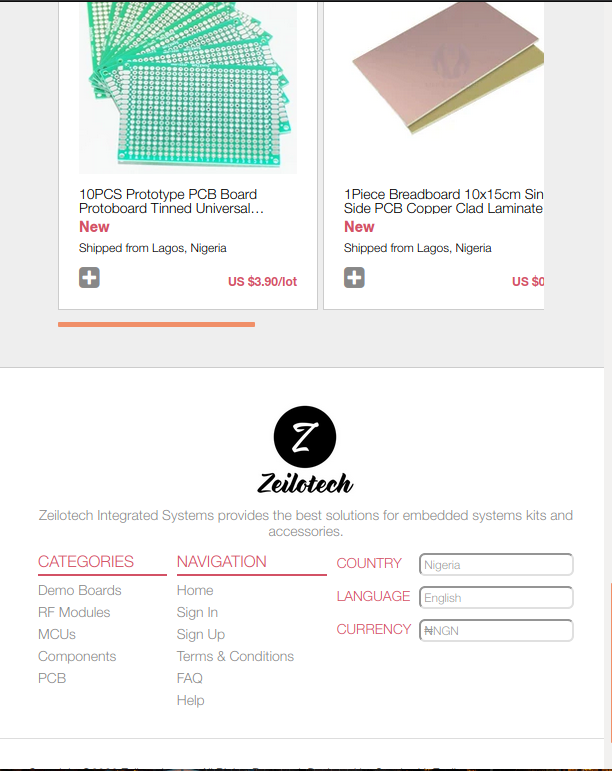 10PCS Prototype PCB Board
Protoboard Tinned Universal…
New
Shipped from Lagos, Nigeria
US $3.90/lot
1Piece Breadboard 10x15cm Sin
Side PCB Copper Clad Laminate
New
Shipped from Lagos, Nigeria
US $0
Z
Zeilotech
Zeilotech Integrated Systems provides the best solutions for embedded systems kits and
accessories.
CATEGORIES
Demo Boards
RF Modules
MCUs
Components
PCB
NAVIGATION
Home
Sign In
Sign Up
Terms & Conditions
FAQ
Help
COUNTRY Nigeria
LANGUAGE English
CURRENCY ₦NGN